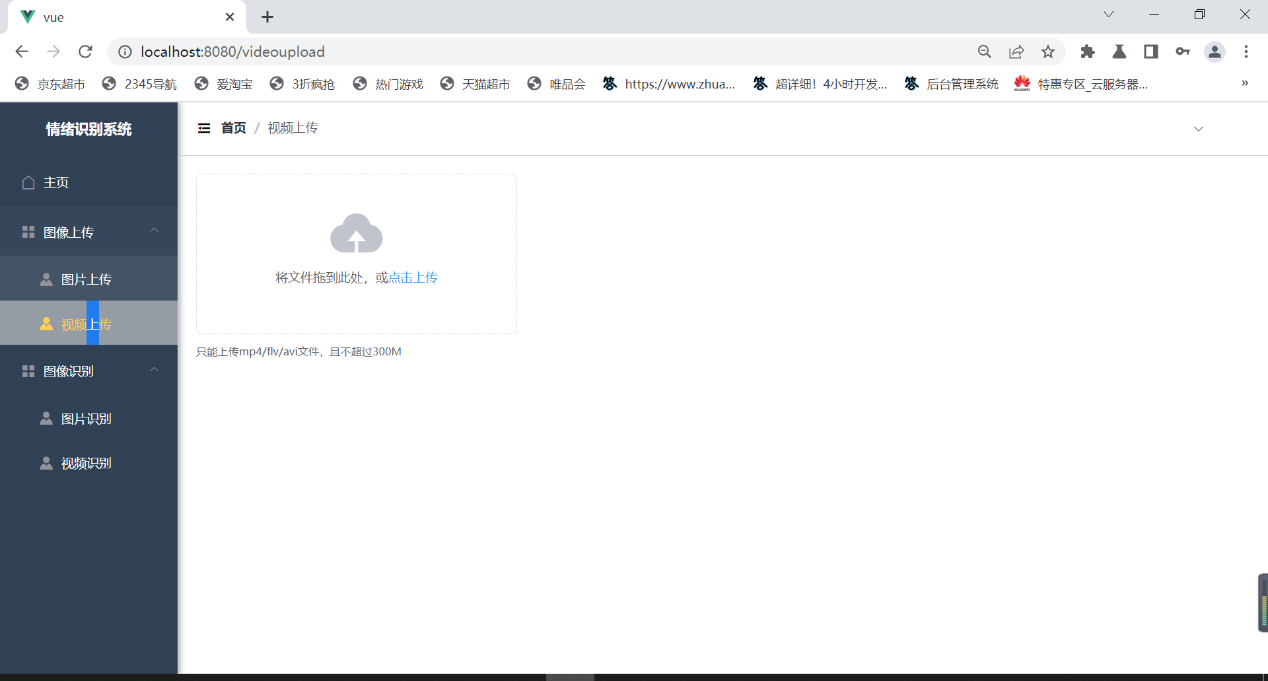 vue
localhost:8080/videoupload
京东超市 2345导航 爱淘宝 3折疯抢 热门游戏 天猫超市 唯品会 https://www.zhua... 超详细！4小时开发... 后台管理系统 特惠专区_云服务器...
情绪识别系统
首页 / 视频上传
主页
图像上传
图片上传
视频上传
图像识别
图片识别
视频识别
将文件拖到此处，或点击上传
只能上传mp4/flv/avi文件，且不超过300M